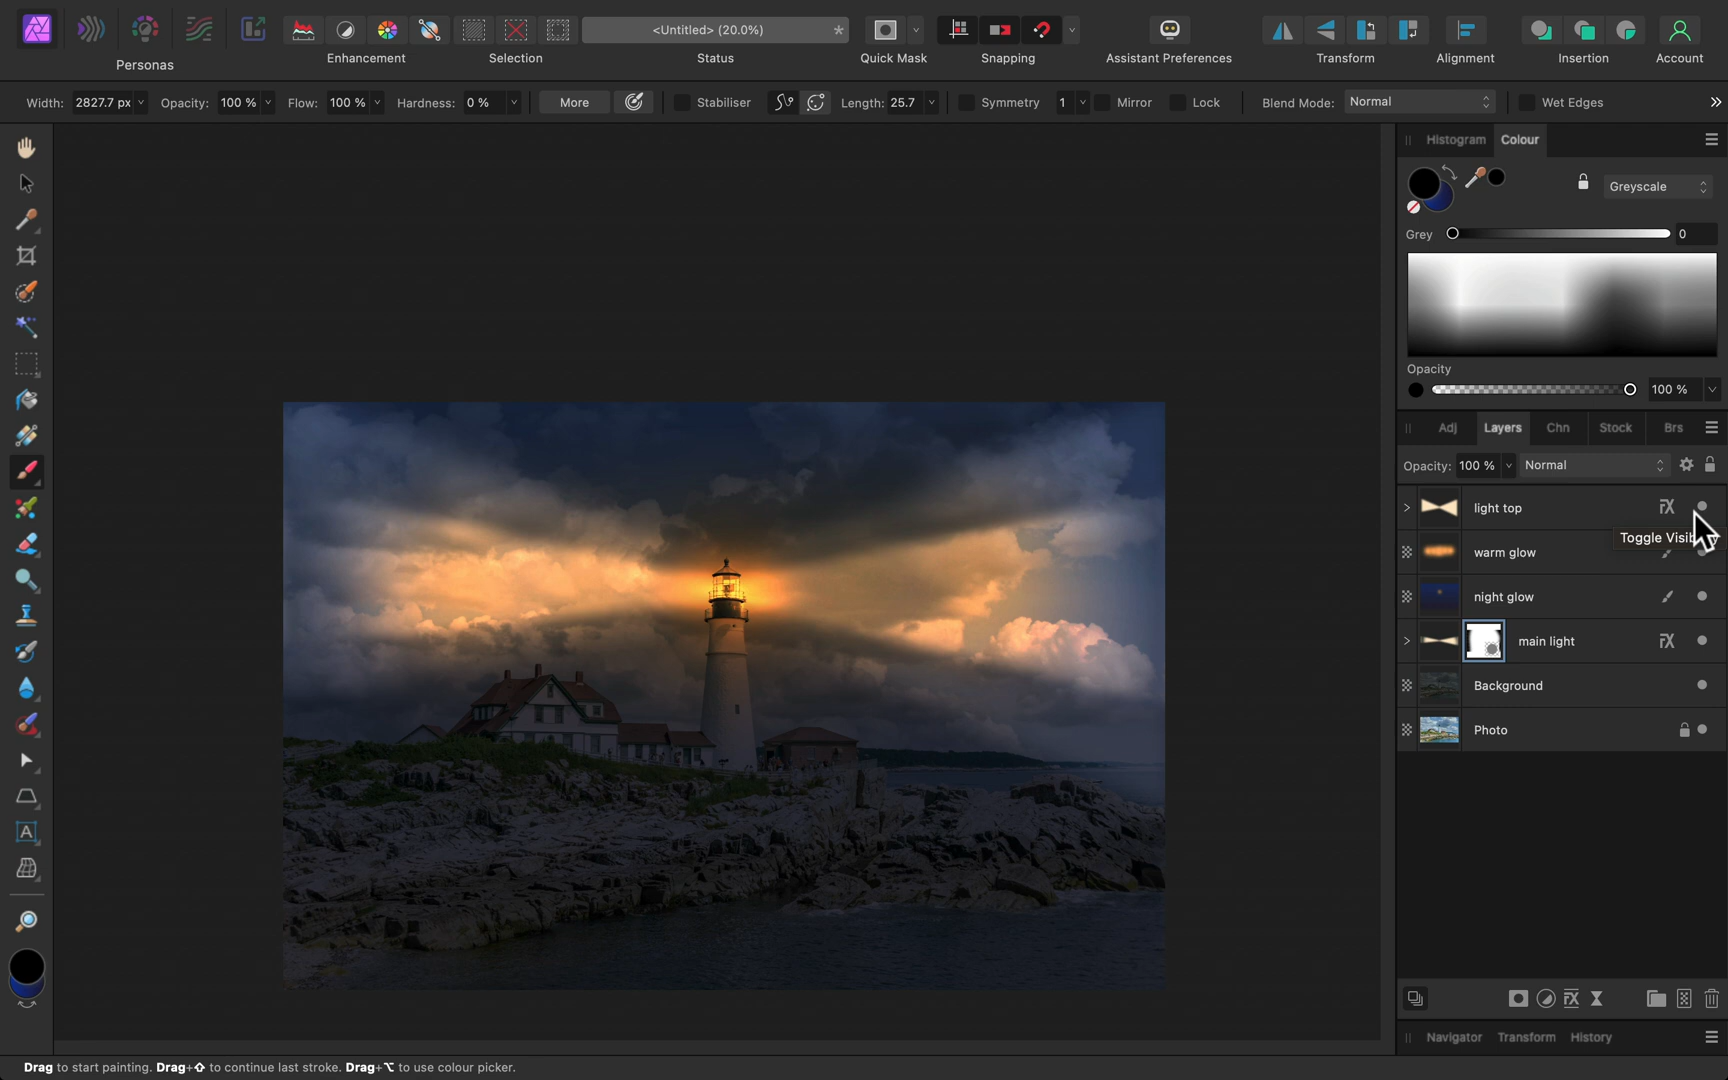 <Untitled> (20.0%) *
Personas Enhancement Selection Status Quick Mask Snapping Assistant Preferences Transform Alignment Insertion Account
Width: 2827.7 px Opacity: 100 % Flow: 100 % Hardness: 0 % More Stabiliser Length: 25.7 Symmetry 1 Mirror Lock Blend Mode: Normal Wet Edges
Histogram Colour
Greyscale
Grey 0
Opacity
100 %
Adj Layers Chn Stock Brs
Opacity: 100 % Normal
light top
Toggle Visib
warm glow
night glow
main light
Background
Photo
Navigator Transform History
Drag to start painting. Drag+⇧ to continue last stroke. Drag+⌥ to use colour picker.